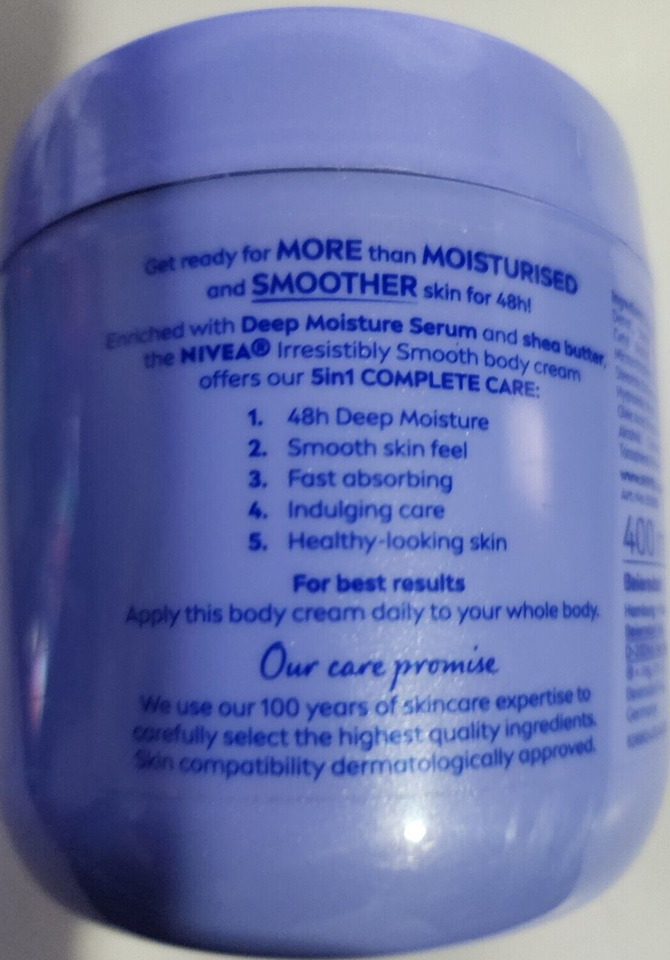 Get ready for MORE than MOISTURISED
and SMOOTHER skin for 48h!
Enriched with Deep Moisture Serum and shea butter,
the NIVEA® Irresistibly Smooth body cream
offers our 5in1 COMPLETE CARE:
1. 48h Deep Moisture
2. Smooth skin feel
3. Fast absorbing
4. Indulging care
5. Healthy-looking skin
For best results
Apply this body cream daily to your whole body.
Our care promise
We use our 100 years of skincare expertise to
carefully select the highest quality ingredients.
Skin compatibility dermatologically approved.
400